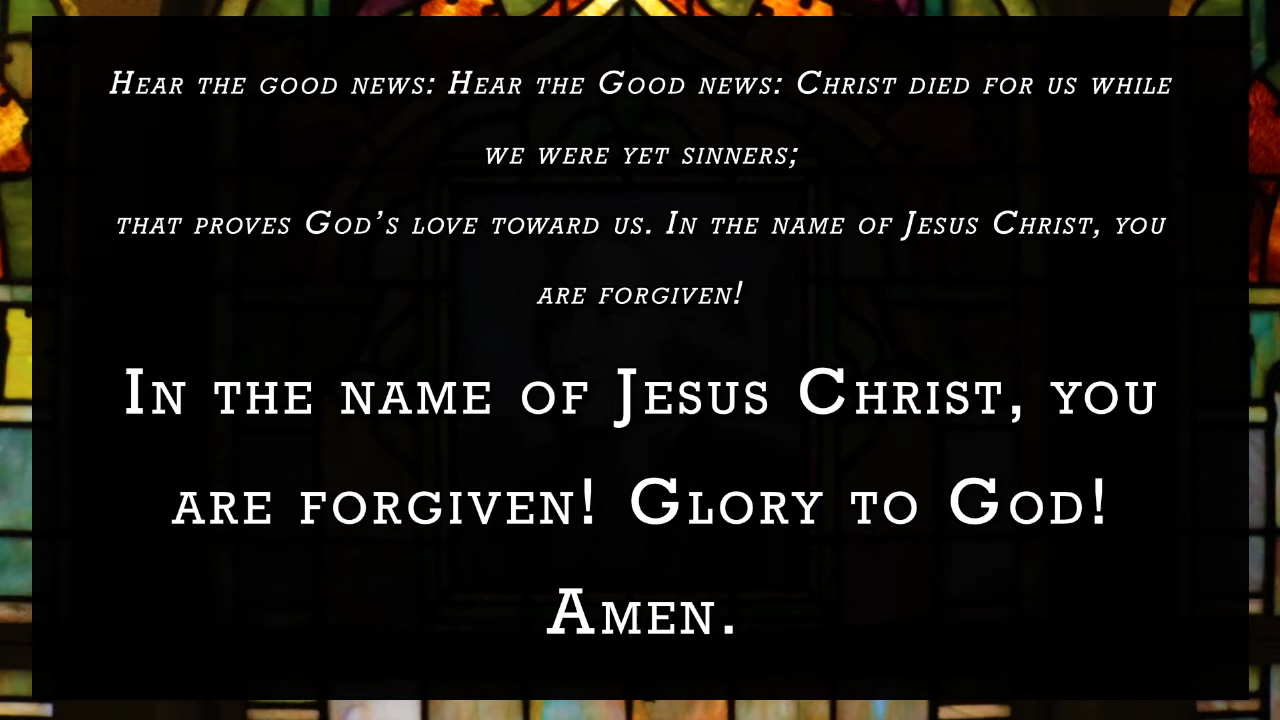 Hear the good news: Hear the Good news: Christ died for us while
we were yet sinners;
that proves God’s love toward us. In the name of Jesus Christ, you
are forgiven!
In the name of Jesus Christ, you
are forgiven! Glory to God!
Amen.